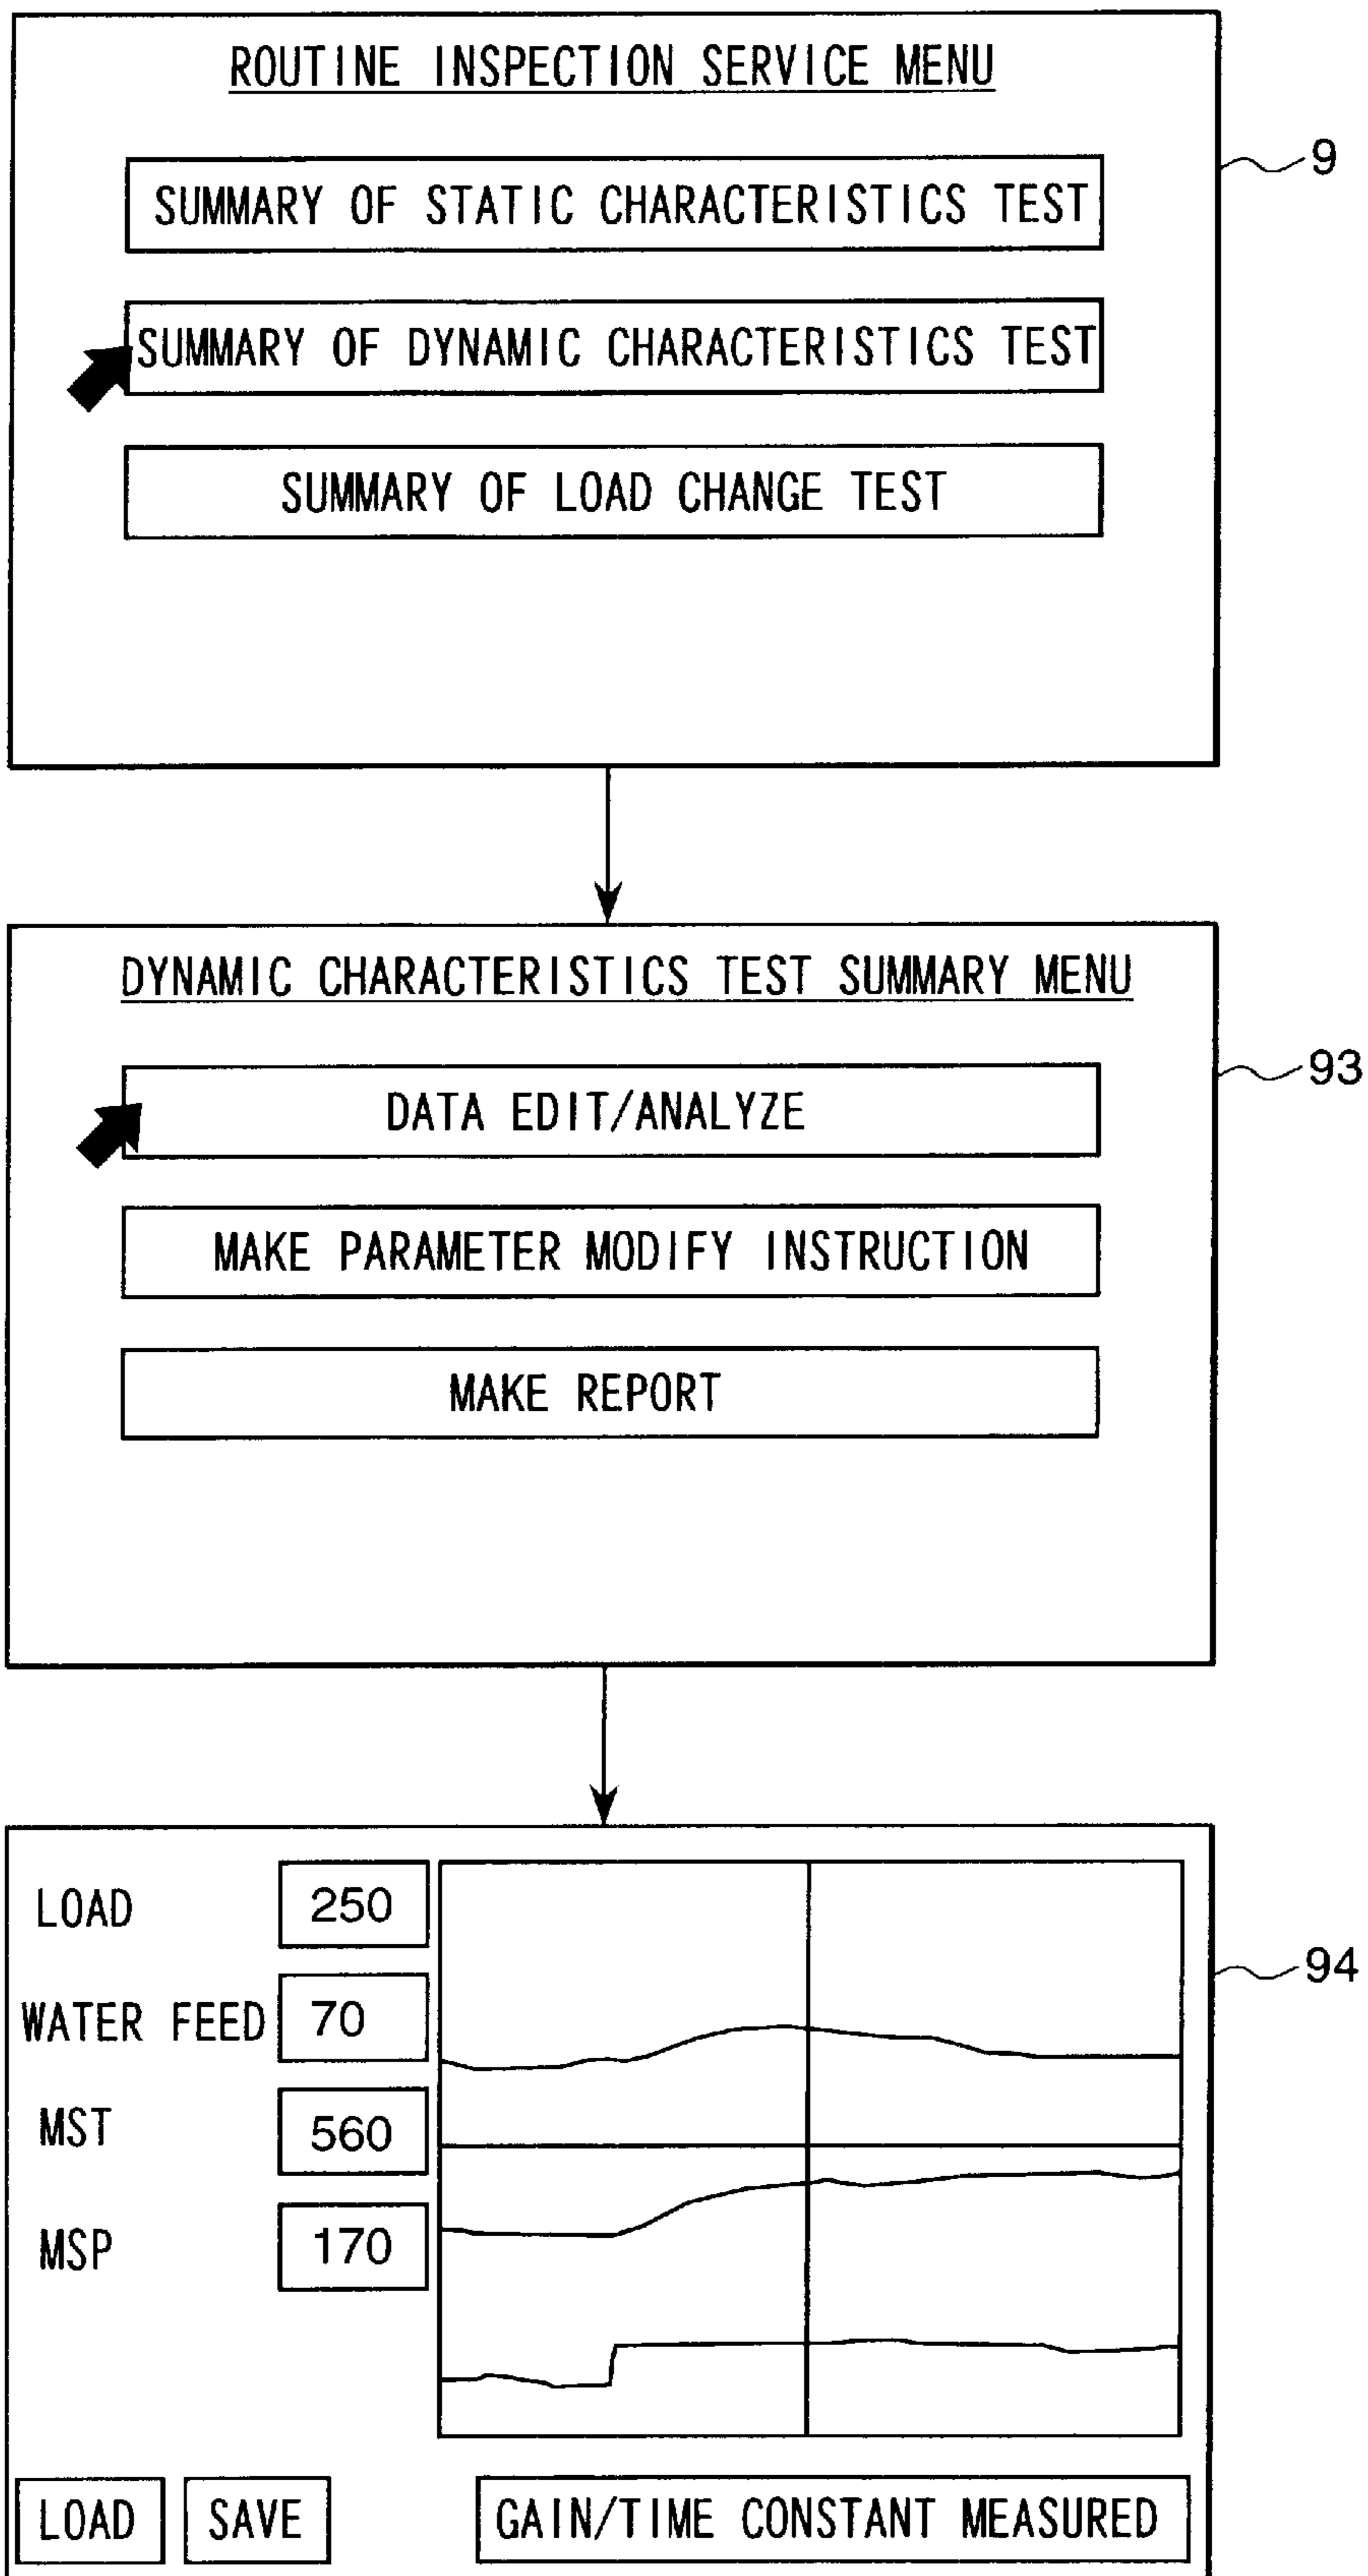 ROUTINE INSPECTION SERVICE MENU
9
SUMMARY OF STATIC CHARACTERISTICS TEST
SUMMARY OF DYNAMIC CHARACTERISTICS TEST
SUMMARY OF LOAD CHANGE TEST
DYNAMIC CHARACTERISTICS TEST SUMMARY MENU
93
DATA EDIT/ANALYZE
MAKE PARAMETER MODIFY INSTRUCTION
MAKE REPORT
LOAD 250
94
WATER FEED 70
MST 560
MSP 170
LOAD SAVE GAIN/TIME CONSTANT MEASURED